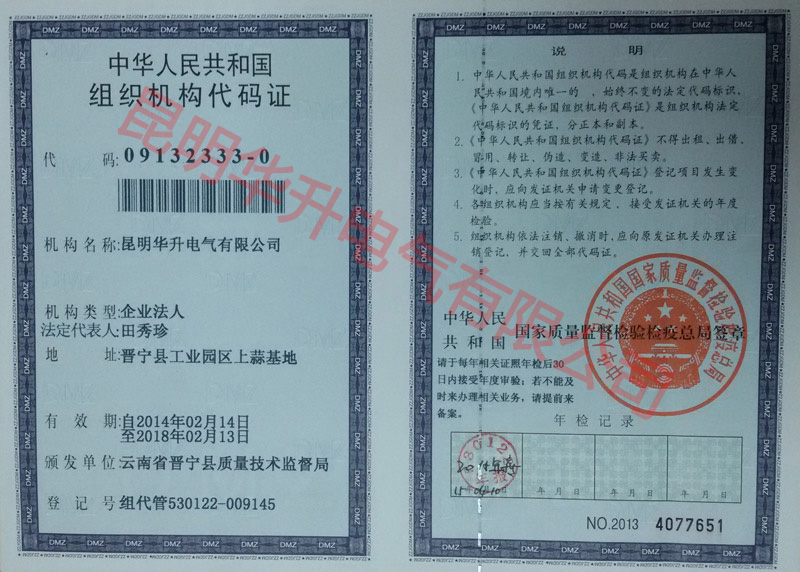 中华人民共和国
组织机构代码证
代 码:09132333-0
机构名称:昆明华升电气有限公司
机构类型:企业法人
法定代表人:田秀珍
地 址:晋宁县工业园区上蒜基地
有 效 期:自2014年02月14日
至2018年02月13日
颁发单位:云南省晋宁县质量技术监督局
登 记 号:组代管530122-009145
说 明
1. 中华人民共和国组织机构代码是组织机构在中华人
民共和国境内唯一的、始终不变的法定代码标识,
《中华人民共和国组织机构代码证》是组织机构法定
代码标识的凭证,分正本和副本。
2. 《中华人民共和国组织机构代码证》不得出租、出借、
冒用、转让、伪造、变造、非法买卖。
3. 《中华人民共和国组织机构代码证》登记项目发生变
化时,应向发证机关申请变更登记。
4. 各组织机构应当按有关规定,接受发证机关的年度
检验。
5. 组织机构依法注销、撤消时,应向原发证机关办理注
销登记,并交回全部代码证。
中华人民
共和国 国家质量监督检验检疫总局签章
请于每年相关证照年检后30
日内接受年度审验;若不能及
时来办理相关业务,请提前来
备案。
年检记录
年 月 日 年 月 日 年 月 日
NO.2013 4077651
昆明华升电气有限公司
中华人民共和国国家质量监督检验检疫总局
DMZ